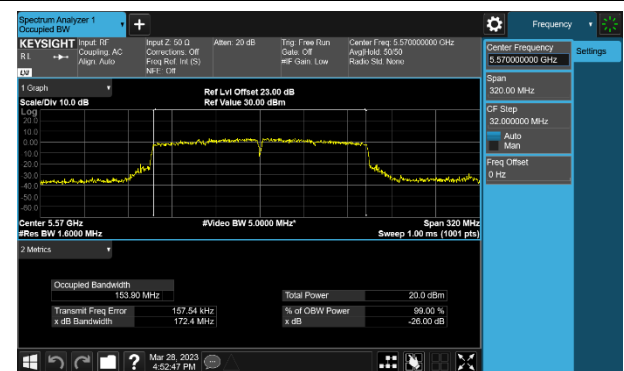 Spectrum Analyzer 1
Occupied BW
Frequency
KEYSIGHT Input: RF
Coupling: AC
Align: Auto
Input Z: 50 Ω
Corrections: Off
Freq Ref: Int (S)
NFE: Off
Atten: 20 dB
Trig: Free Run
Gate: Off
#IF Gain: Low
Center Freq: 5.570000000 GHz
Avg|Hold: 50/50
Radio Std: None
RL
LXI
Center Frequency
5.570000000 GHz
Settings
Span
320.00 MHz
CF Step
32.000000 MHz
Auto
Man
Freq Offset
0 Hz
1 Graph
Scale/Div 10.0 dB
Ref Lvl Offset 23.00 dB
Ref Value 30.00 dBm
Log
20.0
10.0
0.00
-10.0
-20.0
-30.0
-40.0
-50.0
-60.0
Center 5.57 GHz
#Video BW 5.0000 MHz*
Span 320 MHz
#Res BW 1.6000 MHz
Sweep 1.00 ms (1001 pts)
2 Metrics
Occupied Bandwidth
153.90 MHz
Total Power 20.0 dBm
Transmit Freq Error 157.54 kHz
% of OBW Power 99.00 %
x dB Bandwidth 172.4 MHz
x dB -26.00 dB
?
Mar 28, 2023
4:52:47 PM